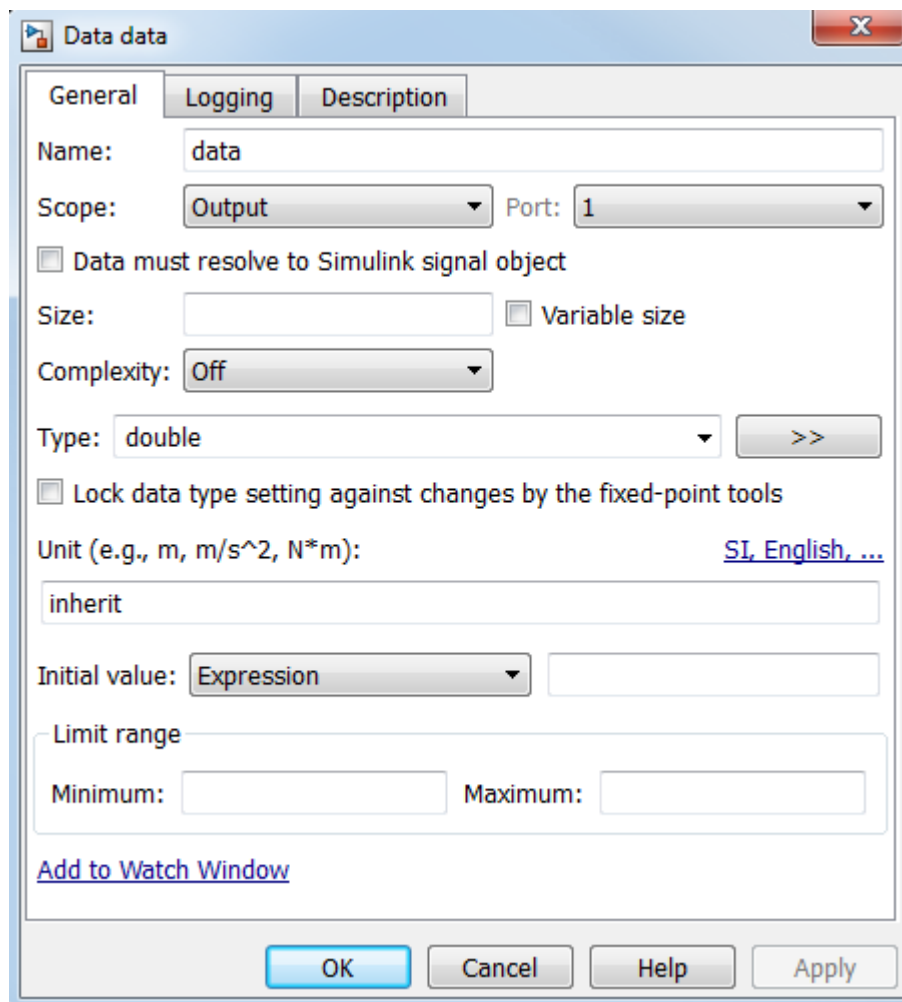 Data data
General Logging Description
Name: data
Scope: Output Port: 1
Data must resolve to Simulink signal object
Size: Variable size
Complexity: Off
Type: double >>
Lock data type setting against changes by the fixed-point tools
Unit (e.g., m, m/s^2, N*m): SI, English, ...
inherit
Initial value: Expression
Limit range
Minimum: Maximum:
Add to Watch Window
OK Cancel Help Apply